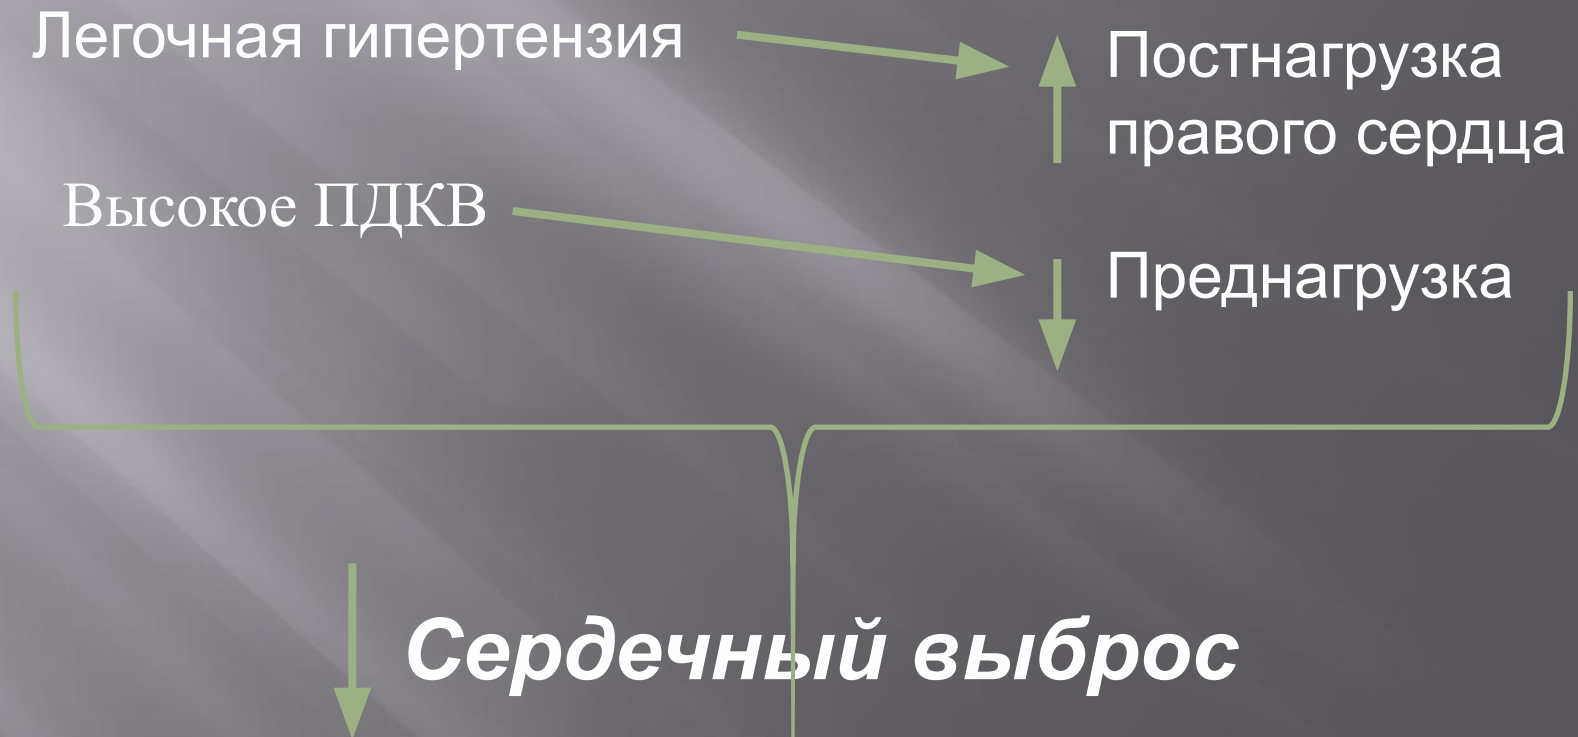 Легочная гипертензия
Постнагрузка
правого сердца
Высокое ПДКВ
Преднагрузка
Сердечный выброс